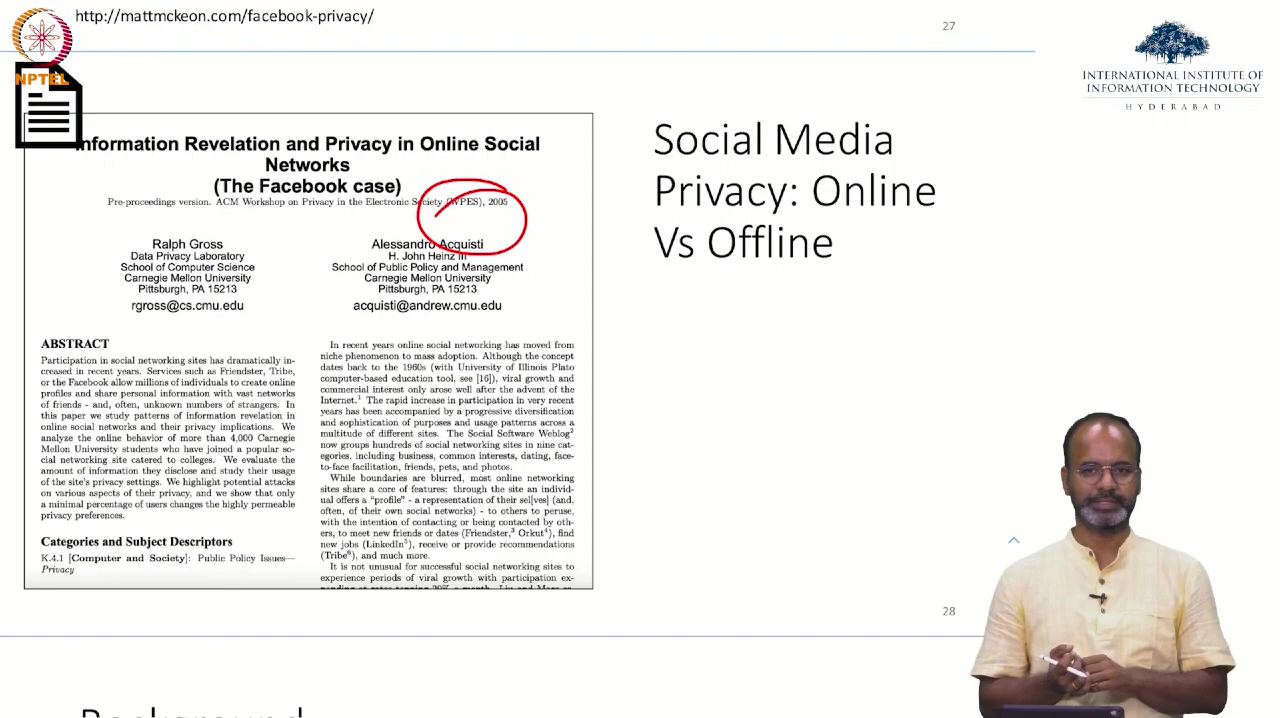 http://mattmckeon.com/facebook-privacy/
27
NPTEL
INTERNATIONAL INSTITUTE OF
INFORMATION TECHNOLOGY
HYDERABAD
Information Revelation and Privacy in Online Social
Networks
(The Facebook case)
Pre-proceedings version. ACM Workshop on Privacy in the Electronic Society (WPES), 2005
Ralph Gross
Data Privacy Laboratory
School of Computer Science
Carnegie Mellon University
Pittsburgh, PA 15213
rgross@cs.cmu.edu
Alessandro Acquisti
H. John Heinz III
School of Public Policy and Management
Carnegie Mellon University
Pittsburgh, PA 15213
acquisti@andrew.cmu.edu
ABSTRACT
Participation in social networking sites has dramatically in-
creased in recent years. Services such as Friendster, Tribe,
or the Facebook allow millions of individuals to create online
profiles and share personal information with vast networks
of friends - and, often, unknown numbers of strangers. In
this paper we study patterns of information revelation in
online social networks and their privacy implications. We
analyze the online behavior of more than 4,000 Carnegie
Mellon University students who have joined a popular so-
cial networking site catered to colleges. We evaluate the
amount of information they disclose and study their usage
of the site's privacy settings. We highlight potential attacks
on various aspects of their privacy, and we show that only
a minimal percentage of users changes the highly permeable
privacy preferences.
Categories and Subject Descriptors
K.4.1 [Computer and Society]: Public Policy Issues—
Privacy
In recent years online social networking has moved from
niche phenomenon to mass adoption. Although the concept
dates back to the 1960s (with University of Illinois Plato
computer-based education tool, see [16]), viral growth and
commercial interest only arose well after the advent of the
Internet.1 The rapid increase in participation in very recent
years has been accompanied by a progressive diversification
and sophistication of purposes and usage patterns across a
multitude of different sites. The Social Software Weblog2
now groups hundreds of social networking sites in nine cat-
egories, including business, common interests, dating, face-
to-face facilitation, friends, pets, and photos.
While boundaries are blurred, most online networking
sites share a core of features: through the site an individ-
ual offers a "profile" - a representation of their sel[ves] (and,
often, of their own social networks) - to others to peruse,
with the intention of contacting or being contacted by oth-
ers, to meet new friends or dates (Friendster,3 Orkut4), find
new jobs (LinkedIn5), receive or provide recommendations
(Tribe6), and much more.
It is not unusual for successful social networking sites to
experience periods of viral growth with participation ex-
Social Media
Privacy: Online
Vs Offline
28
Background